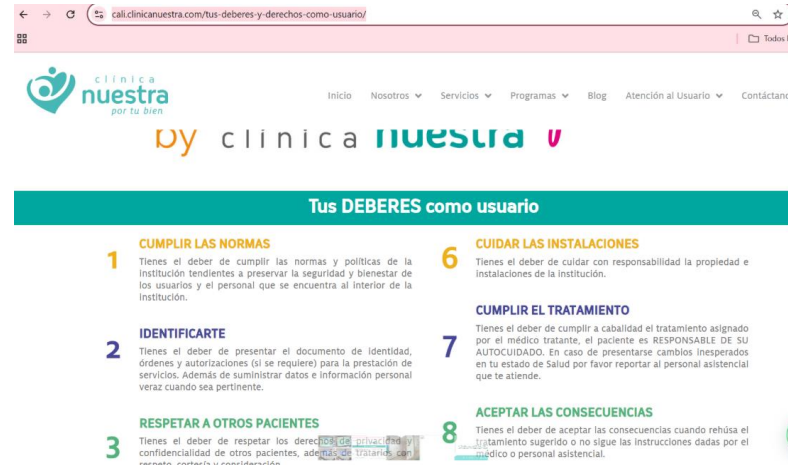 cali.clinicanuestra.com/tus-deberes-y-derechos-como-usuario/
Todos
clínica
nuestra
por tu bien
Inicio Nosotros Servicios Programas Blog Atención al Usuario Contáctano
by clínica nuestra
Tus DEBERES como usuario
1
CUMPLIR LAS NORMAS
Tienes el deber de cumplir las normas y políticas de la
institución tendientes a preservar la seguridad y bienestar de
los usuarios y el personal que se encuentra al interior de la
Institución.
2
IDENTIFICARTE
Tienes el deber de presentar el documento de identidad,
órdenes y autorizaciones (si se requiere) para la prestación de
servicios. Además de suministrar datos e información personal
veraz cuando sea pertinente.
3
RESPETAR A OTROS PACIENTES
Tienes el deber de respetar los derechos de privacidad y
confidencialidad de otros pacientes, además de tratarlos con
respeto, cortesía y consideración.
6
CUIDAR LAS INSTALACIONES
Tienes el deber de cuidar con responsabilidad la propiedad e
instalaciones de la institución.
7
CUMPLIR EL TRATAMIENTO
Tienes el deber de cumplir a cabalidad el tratamiento asignado
por el médico tratante, el paciente es RESPONSABLE DE SU
AUTOCUIDADO. En caso de presentarse cambios inesperados
en tu estado de Salud por favor reportar al personal asistencial
que te atiende.
8
ACEPTAR LAS CONSECUENCIAS
Tienes el deber de aceptar las consecuencias cuando rehúsa el
tratamiento sugerido o no sigue las instrucciones dadas por el
médico o personal asistencial.